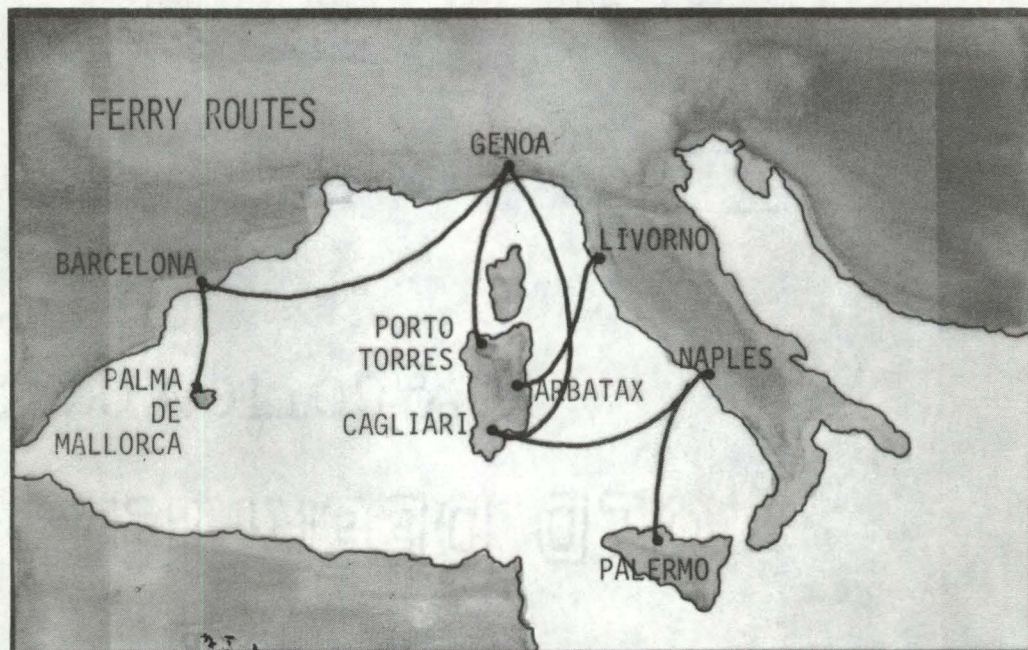 FERRY ROUTES
GENOA
LIVORNO
BARCELONA
PORTO
TORRES
NAPLES
PALMA
DE
MALLORCA
ARBATAX
CAGLIARI
PALERMO